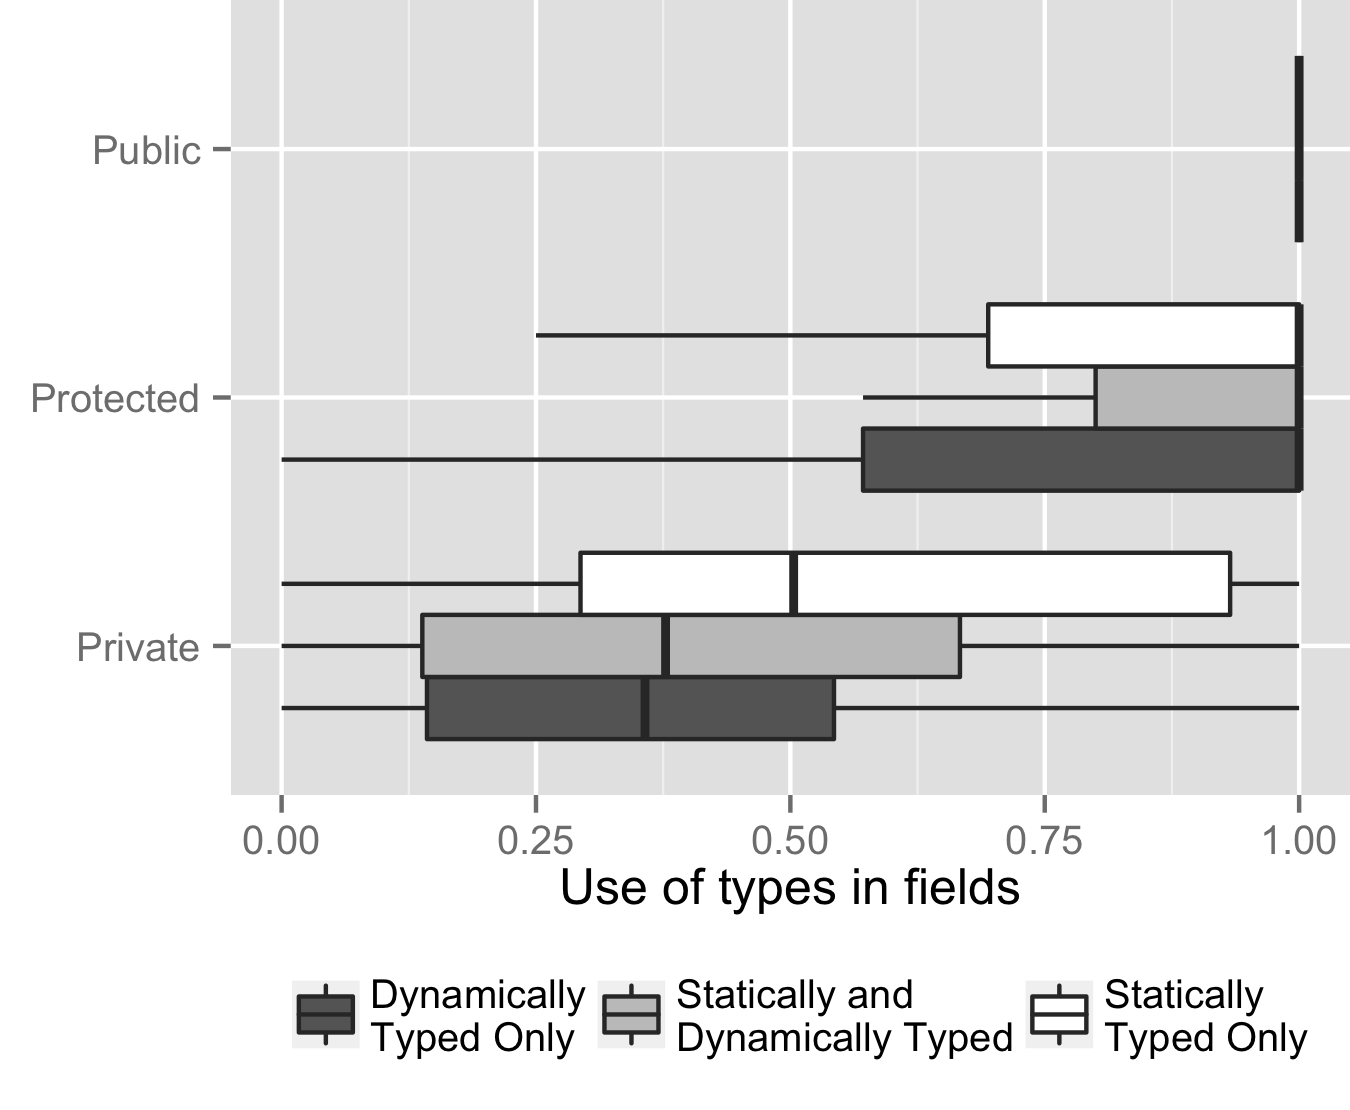 Public
Protected
Private
0.00 0.25 0.50 0.75 1.00
Use of types in fields
Dynamically Typed Only
Statically and Dynamically Typed
Statically Typed Only